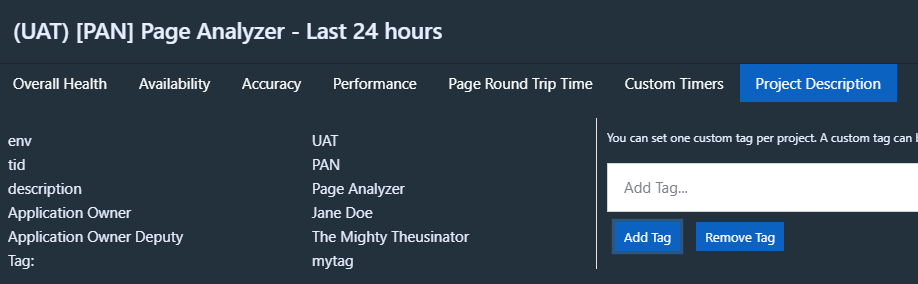 (UAT) [PAN] Page Analyzer - Last 24 hours
Overall Health Availability Accuracy Performance Page Round Trip Time Custom Timers Project Description
env UAT
tid PAN
description Page Analyzer
Application Owner Jane Doe
Application Owner Deputy The Mighty Theusinator
Tag: mytag
You can set one custom tag per project. A custom tag can
Add Tag...
Add Tag Remove Tag